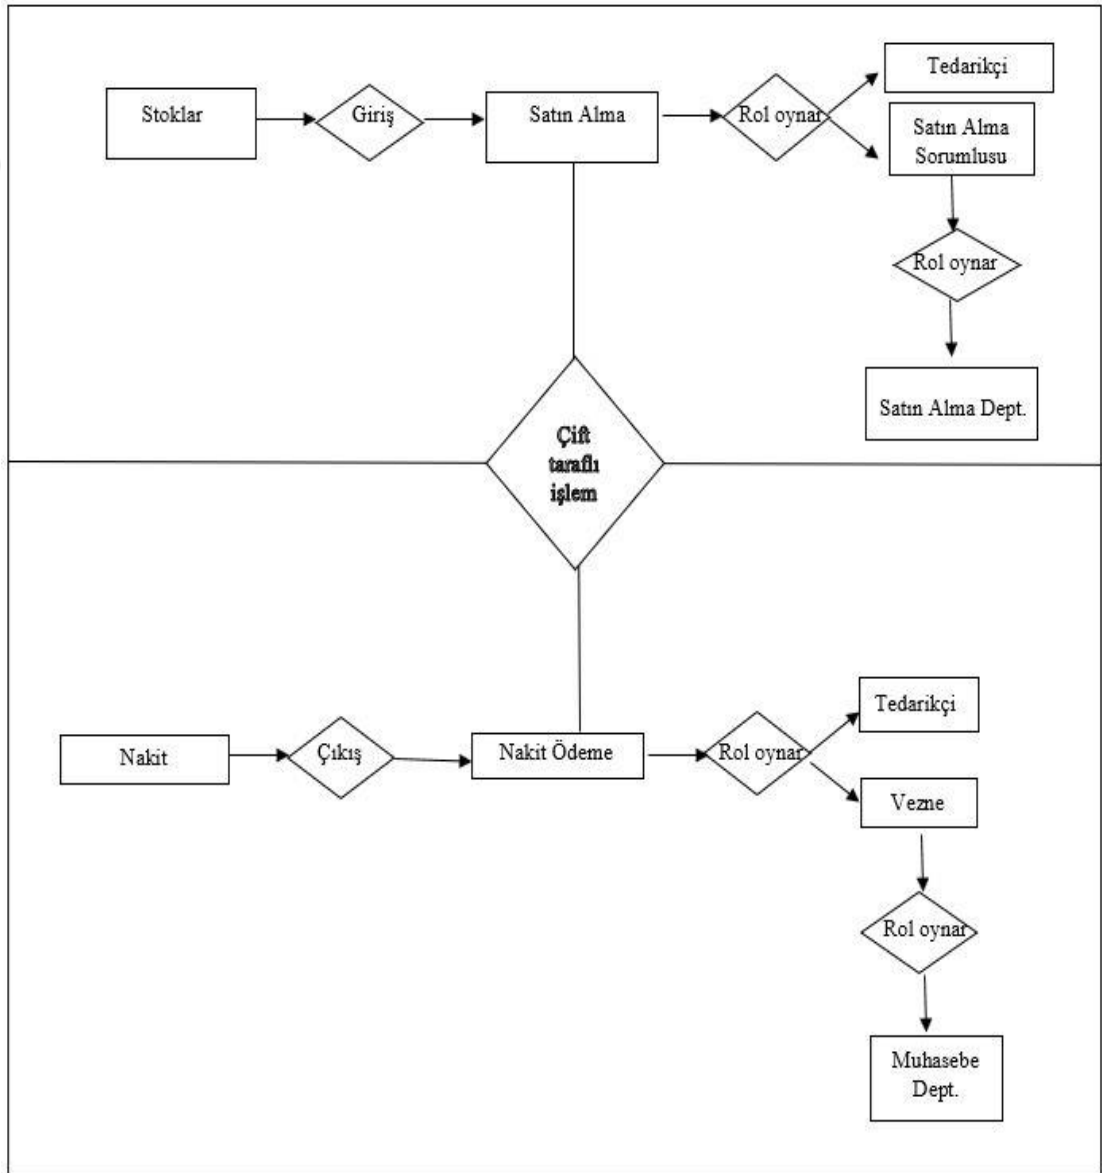 Stoklar
Giriş
Satın Alma
Rol oynar
Tedarikçi
Satın Alma
Sorumlusu
Rol oynar
Satın Alma Dept.
Çift
taraflı
işlem
Nakit
Çıkış
Nakit Ödeme
Rol oynar
Tedarikçi
Vezne
Rol oynar
Muhasebe
Dept.